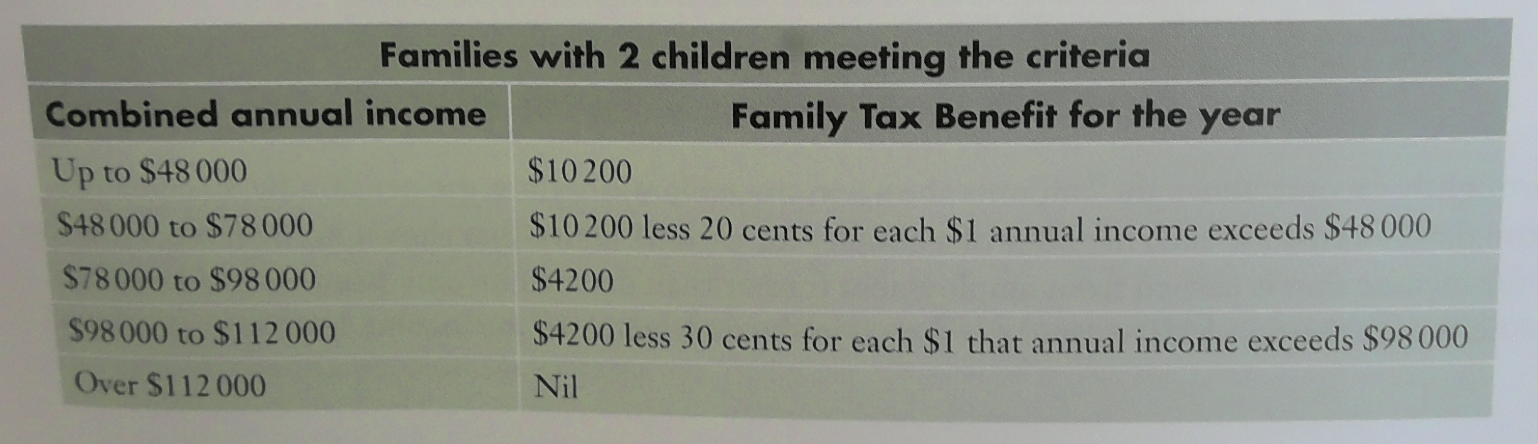 Families with 2 children meeting the criteria
Combined annual income Family Tax Benefit for the year
Up to $48 000 $10 200
$48 000 to $78 000 $10 200 less 20 cents for each $1 annual income exceeds $48 000
$78 000 to $98 000 $4200
$98 000 to $112 000 $4200 less 30 cents for each $1 that annual income exceeds $98 000
Over $112 000 Nil